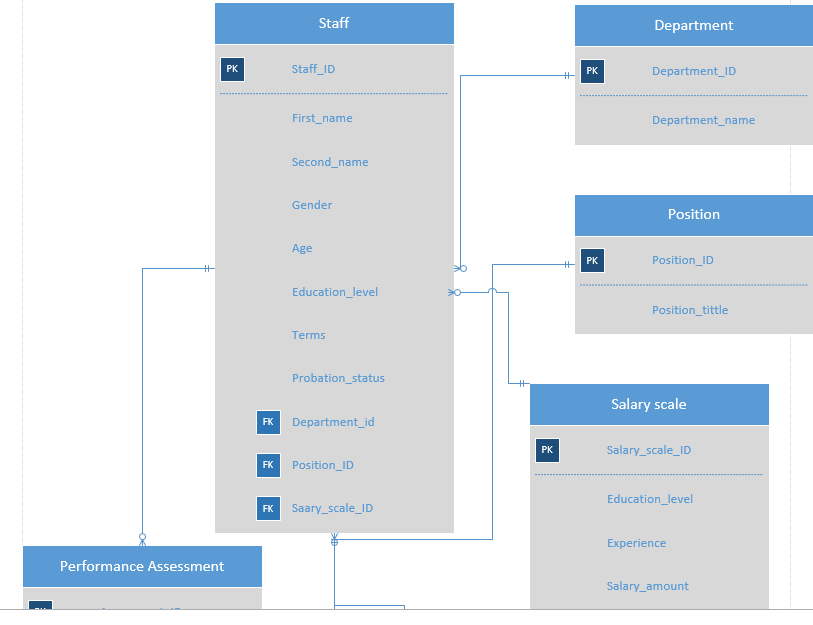 Staff
PK Staff_ID
First_name
Second_name
Gender
Age
Education_level
Terms
Probation_status
FK Department_id
FK Position_ID
FK Saary_scale_ID
Department
PK Department_ID
Department_name
Position
PK Position_ID
Position_tittle
Salary scale
PK Salary_scale_ID
Education_level
Experience
Salary_amount
Performance Assessment